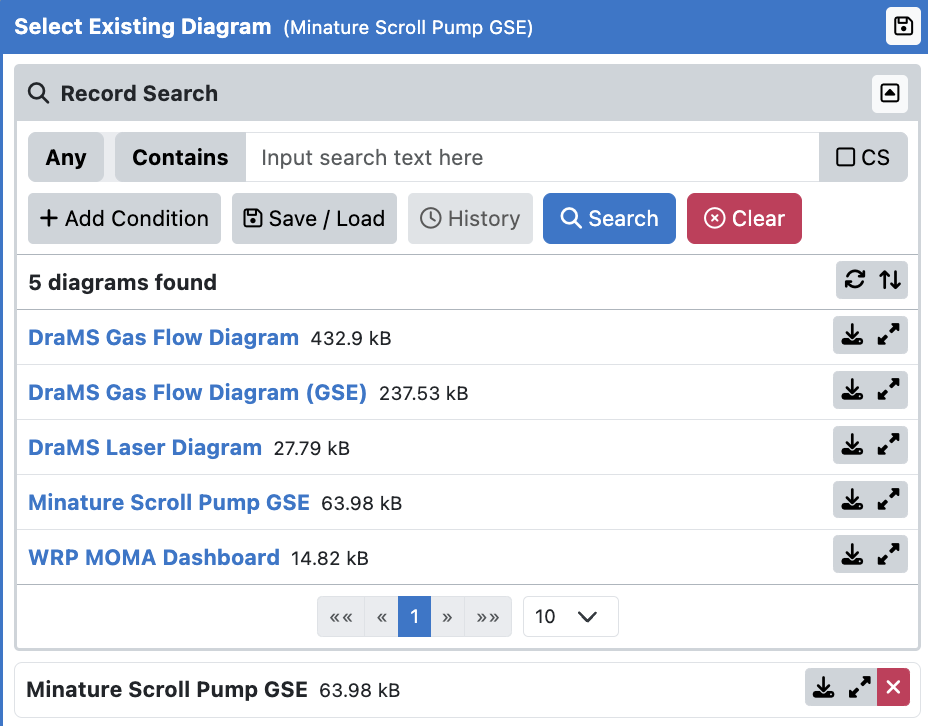 Select Existing Diagram (Minature Scroll Pump GSE)
Record Search
Any Contains Input search text here CS
Add Condition Save / Load History Search Clear
5 diagrams found
DraMS Gas Flow Diagram 432.9 kB
DraMS Gas Flow Diagram (GSE) 237.53 kB
DraMS Laser Diagram 27.79 kB
Minature Scroll Pump GSE 63.98 kB
WRP MOMA Dashboard 14.82 kB
«« « 1 » »» 10
Minature Scroll Pump GSE 63.98 kB